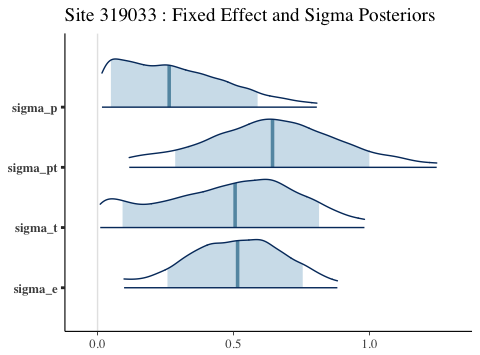 Site 319033 : Fixed Effect and Sigma Posteriors
sigma_p
sigma_pt
sigma_t
sigma_e
0.0 0.5 1.0